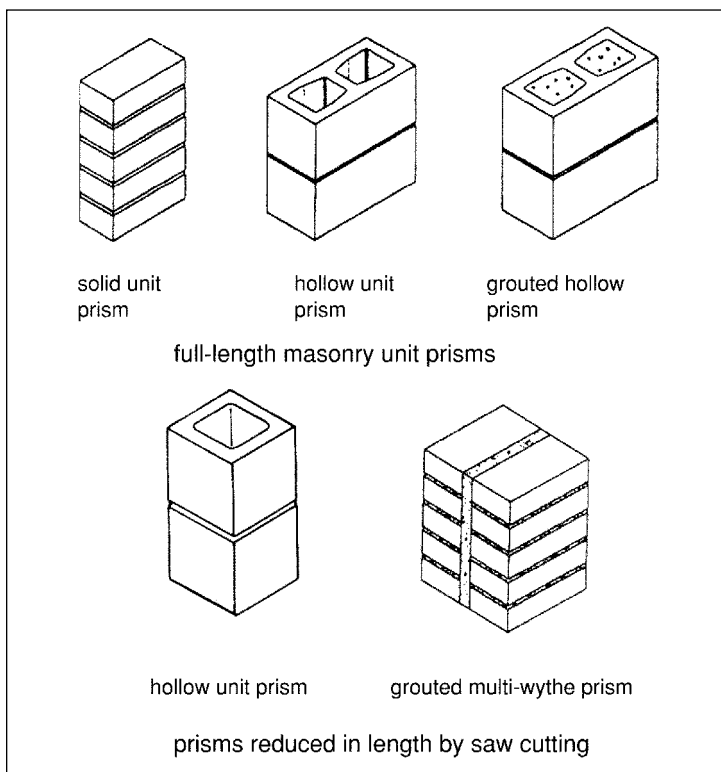 solid unit
prism
hollow unit
prism
grouted hollow
prism
full-length masonry unit prisms
hollow unit prism
grouted multi-wythe prism
prisms reduced in length by saw cutting